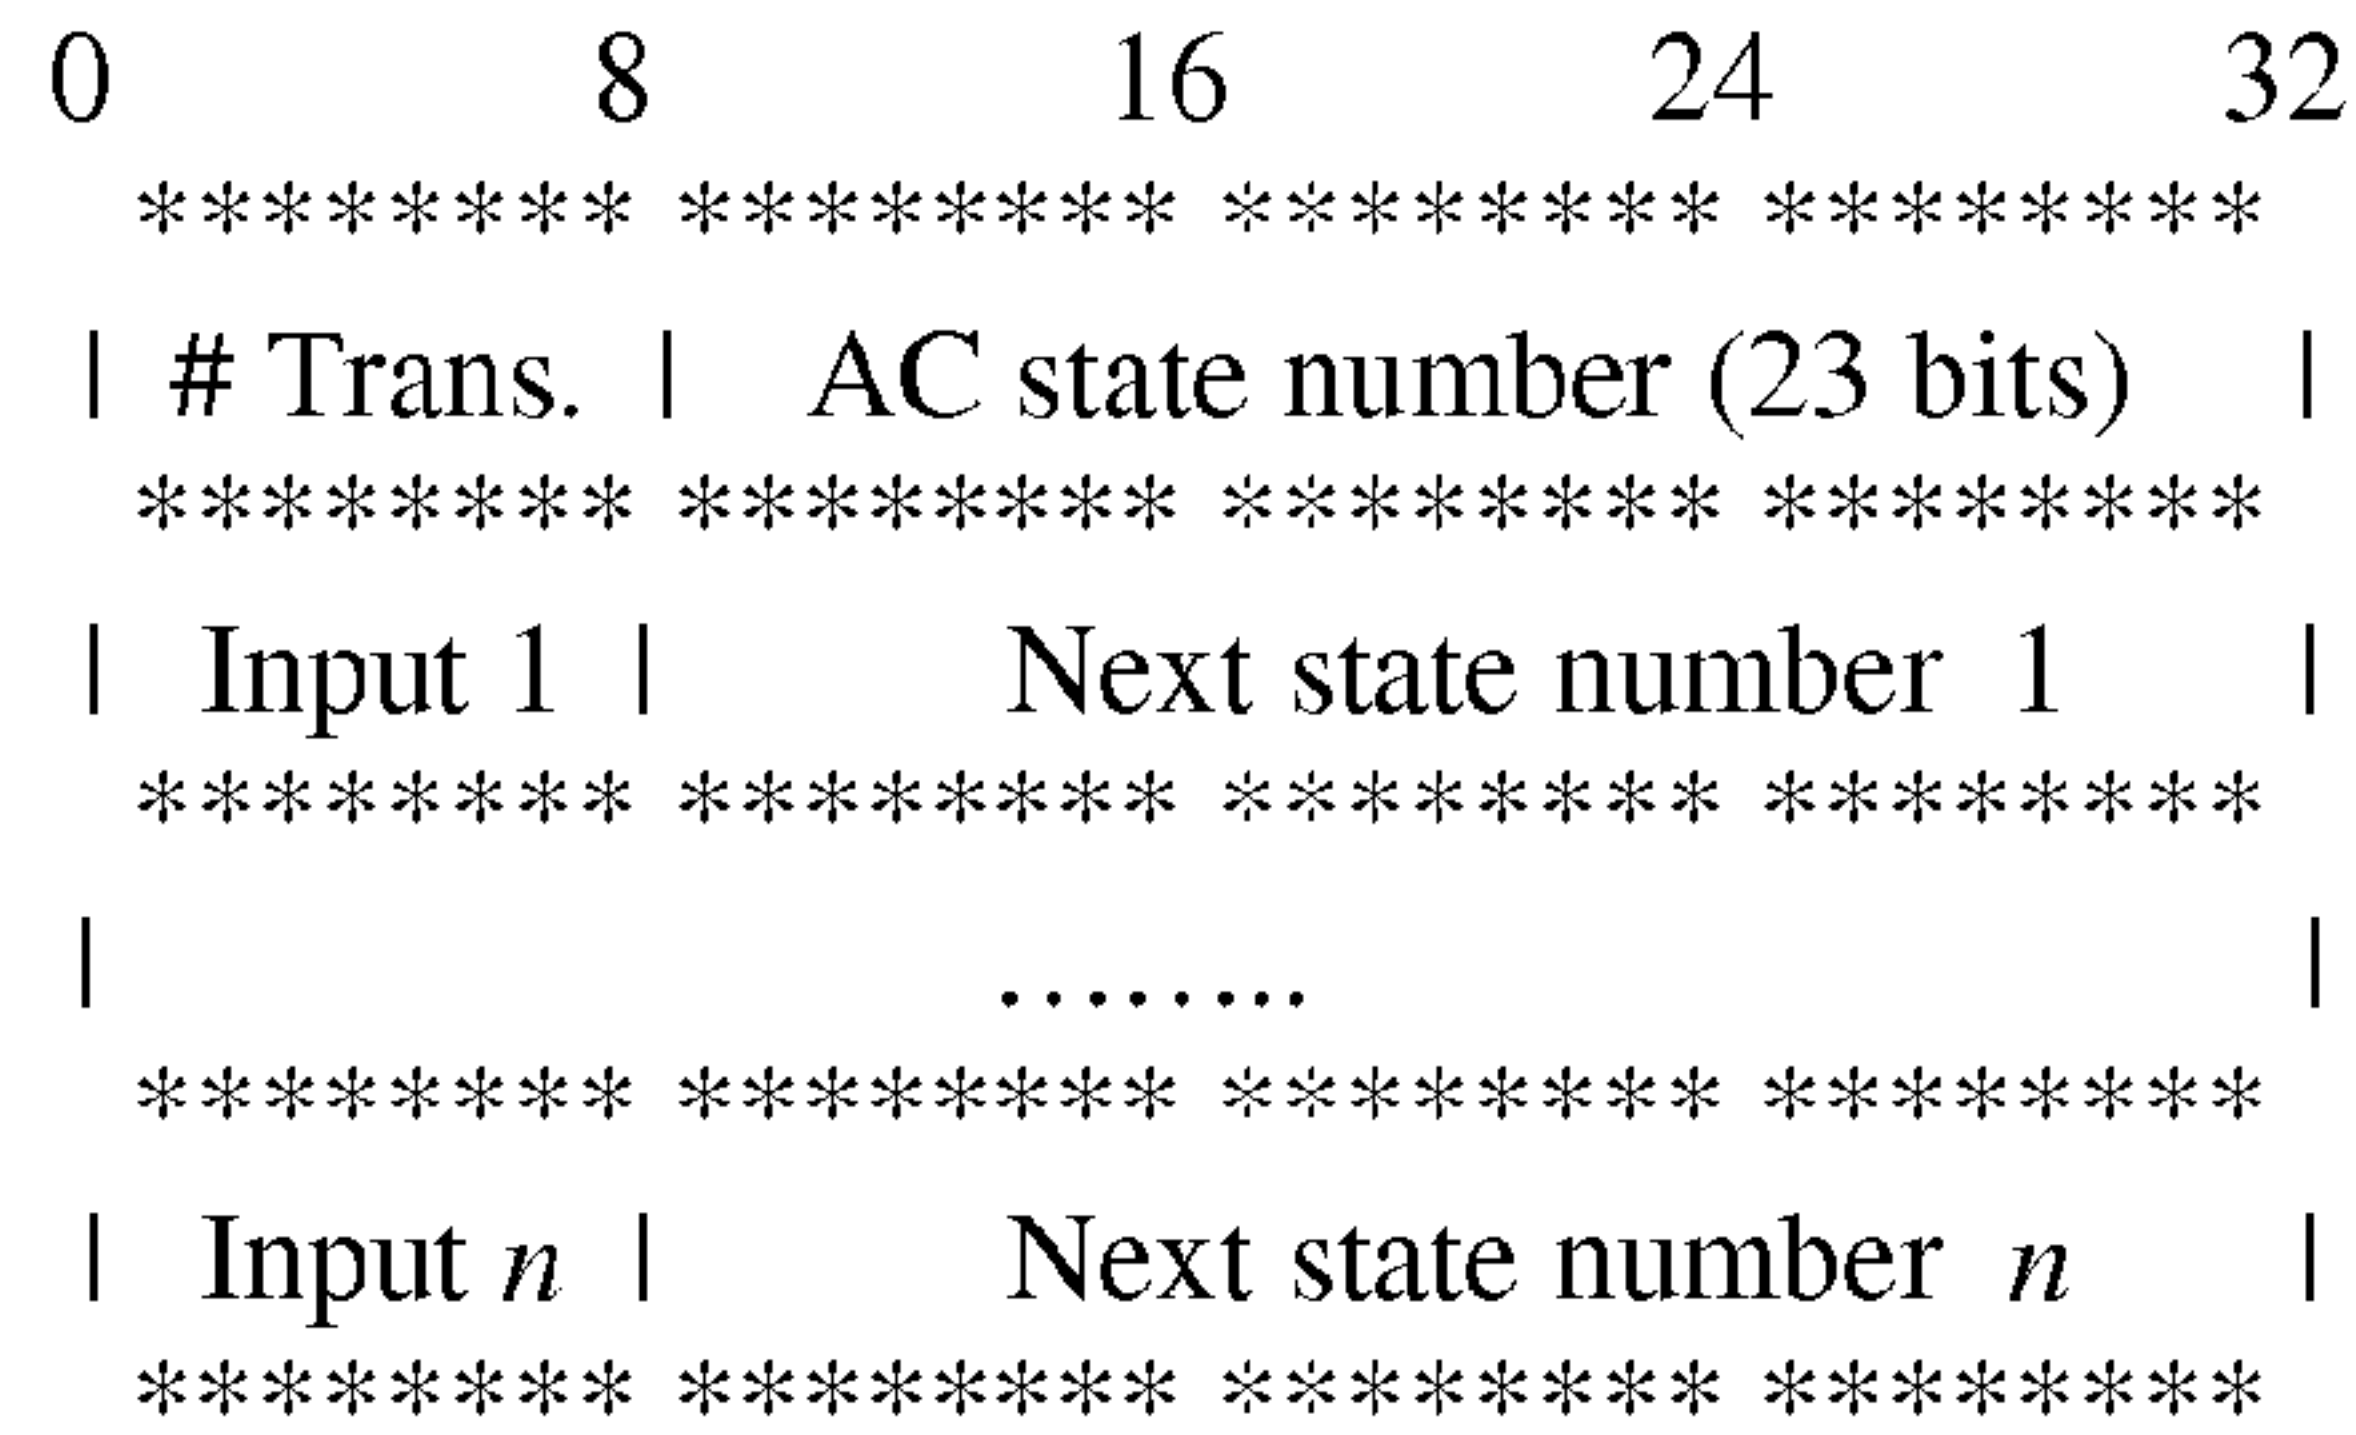 0 8 16 24 32
******** ******** ******** ********
| # Trans. | AC state number (23 bits) |
******** ******** ******** ********
| Input 1 | Next state number 1 |
******** ******** ******** ********
| ........ |
******** ******** ******** ********
| Input n | Next state number n |
******** ******** ******** ********